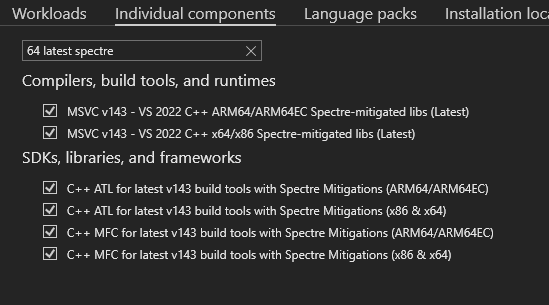 Workloads Individual components Language packs Installation loca
64 latest spectre
Compilers, build tools, and runtimes
MSVC v143 - VS 2022 C++ ARM64/ARM64EC Spectre-mitigated libs (Latest)
MSVC v143 - VS 2022 C++ x64/x86 Spectre-mitigated libs (Latest)
SDKs, libraries, and frameworks
C++ ATL for latest v143 build tools with Spectre Mitigations (ARM64/ARM64EC)
C++ ATL for latest v143 build tools with Spectre Mitigations (x86 & x64)
C++ MFC for latest v143 build tools with Spectre Mitigations (ARM64/ARM64EC)
C++ MFC for latest v143 build tools with Spectre Mitigations (x86 & x64)